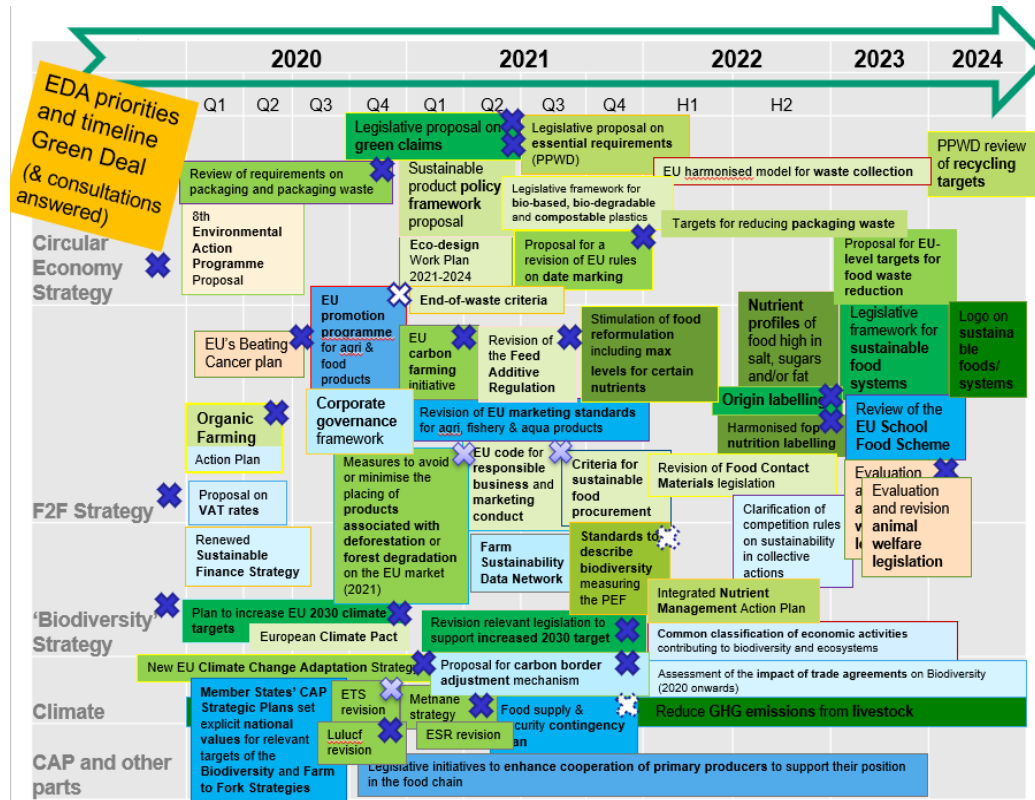 2020
2021
2022
2023
2024
EDA priorities
and timeline
Green Deal
(& consultations
answered)
Q1
Q2
Q3
Q4
Q1
Q2
Q3
Q4
H1
H2
Circular
Economy
Strategy
Legislative proposal on
green claims
Legislative proposal on
essential requirements
(PPWD)
PPWD review
of recycling
targets
Review of requirements on
packaging and packaging waste
Sustainable
product policy
framework
proposal
Legislative framework for
bio-based, bio-degradable
and compostable plastics
EU harmonised model for waste collection
8th
Environmental
Action
Programme
Proposal
Eco-design
Work Plan
2021-2024
Proposal for a
revision of EU rules
on date marking
Targets for reducing packaging waste
Proposal for EU-
level targets for
food waste
reduction
End-of-waste criteria
F2F Strategy
EU's Beating
Cancer plan
EU
promotion
programme
for agri &
food
products
EU
carbon
farming
initiative
Revision of
the Feed
Additive
Regulation
Stimulation of food
reformulation
including max
levels for certain
nutrients
Nutrient
profiles of
food high in
salt, sugars
and/or fat
Legislative
framework for
sustainable
food
systems
Logo on
sustaina
ble
foods/
systems
Organic
Farming
Action Plan
Corporate
governance
framework
Revision of EU marketing standards
for agri, fishery & aqua products
Origin labelling
Harmonised fop
nutrition labelling
Review of the
EU School
Food Scheme
Proposal on
VAT rates
Renewed
Sustainable
Finance Strategy
Measures to avoid
or minimise the
placing of
products
associated with
deforestation or
forest degradation
on the EU market
(2021)
EU code for
responsible
business and
marketing
conduct
Criteria for
sustainable
food
procurement
Revision of Food Contact
Materials legislation
Evaluation
Evaluation
and revision
animal
welfare
legislation
Farm
Sustainability
Data Network
Standards to
describe
biodiversity
measuring
the PEF
Clarification of
competition rules
on sustainability
in collective
actions
'Biodiversity'
Strategy
Plan to increase EU 2030 climate
targets
European Climate Pact
Revision relevant legislation to
support increased 2030 target
Integrated Nutrient
Management Action Plan
Common classification of economic activities
contributing to biodiversity and ecosystems
New EU Climate Change Adaptation Strategy
Proposal for carbon border
adjustment mechanism
Assessment of the impact of trade agreements on Biodiversity
(2020 onwards)
Climate
Member States' CAP
Strategic Plans set
explicit national
values for relevant
targets of the
Biodiversity and Farm
to Fork Strategies
ETS
revision
Metnane
strategy
Food supply &
security contingency
plan
Reduce GHG emissions from livestock
Lulucf
revision
ESR revision
CAP and other
parts
Legislative initiatives to enhance cooperation of primary producers to support their position
in the food chain